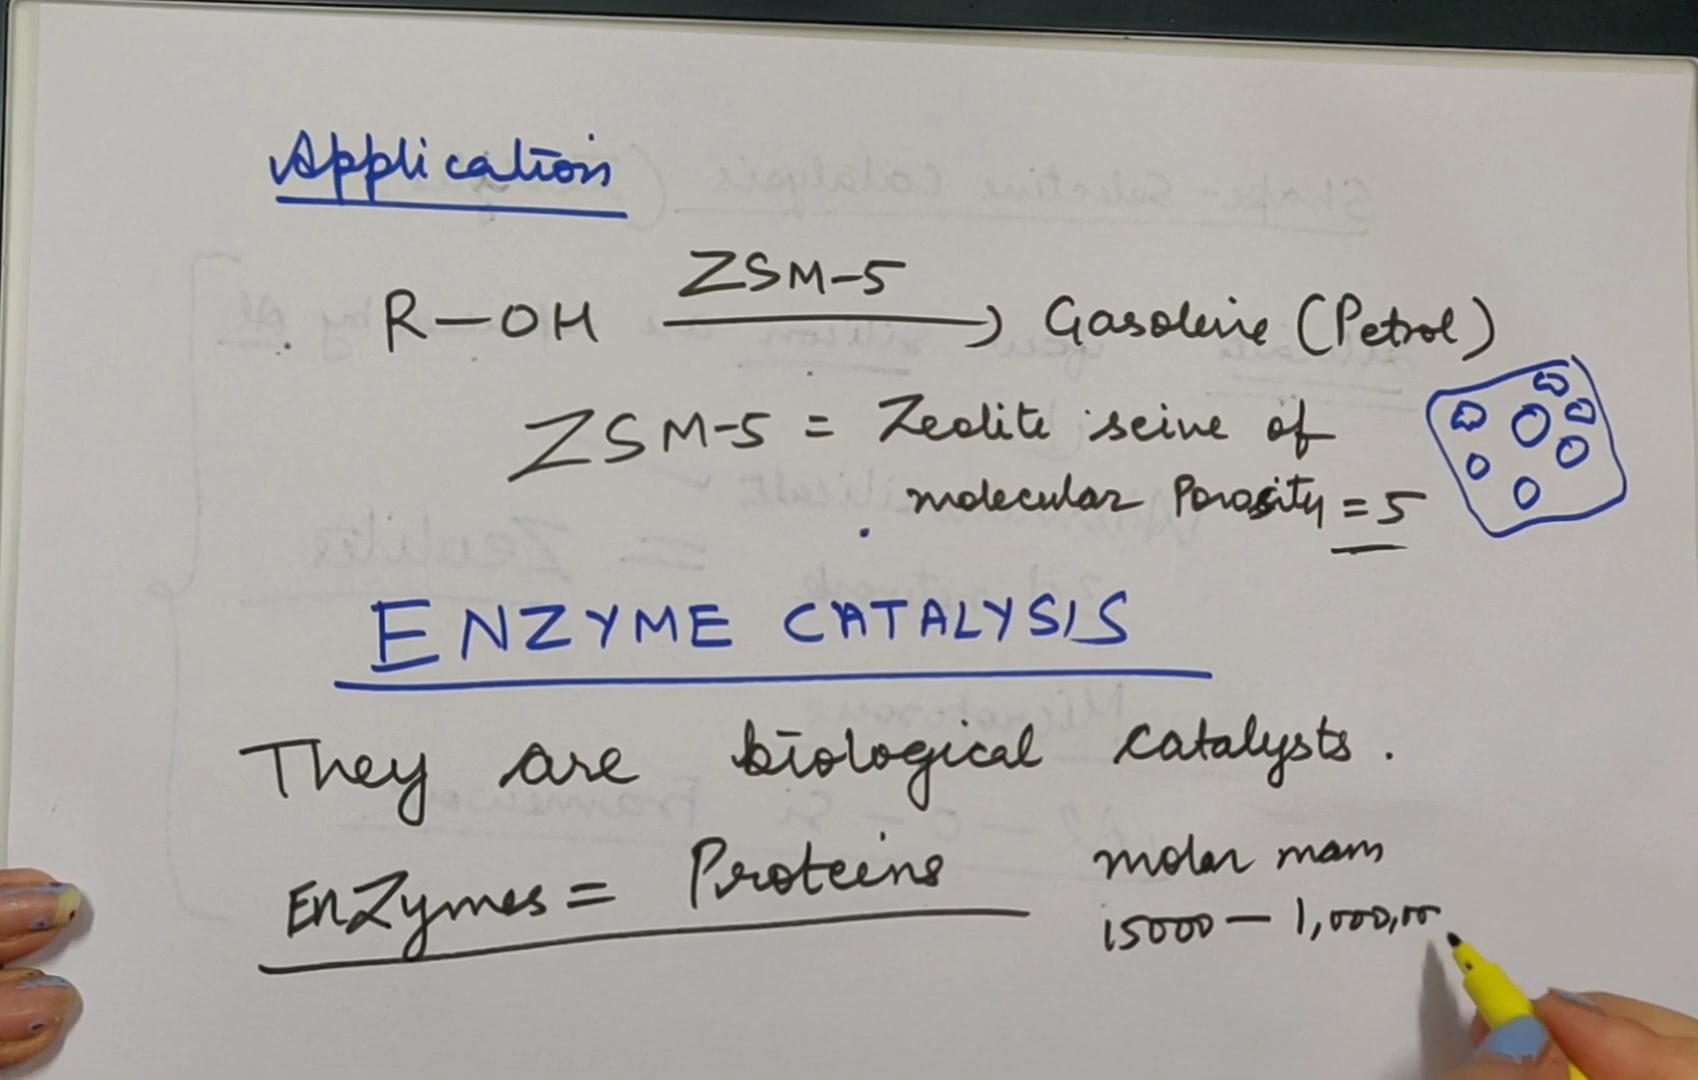 Application
R-OH ZSM-5 → Gasoline (Petrol)
ZSM-5 = Zeolite seive of
molecular Porosity = 5
ENZYME CATALYSIS
They are biological catalysts.
EnZymes = Proteins
molar mass
15000 - 1,000,00